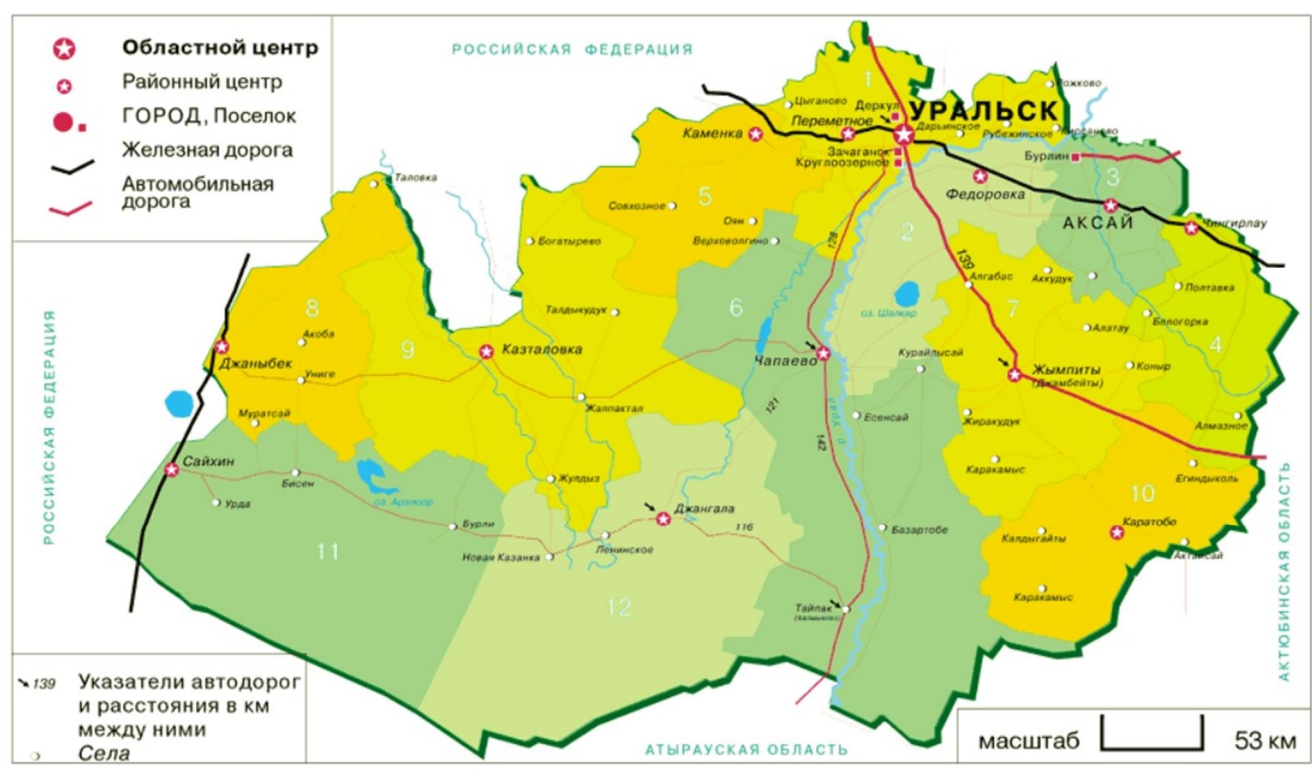 Областной центр
Районный центр
ГОРОД, Поселок
Железная дорога
Автомобильная
дорога
РОССИЙСКАЯ ФЕДЕРАЦИЯ
1
Рожково
Цыганово
Деркул
УРАЛЬСК
Каменка
Переметное
Дарьинское
Рубежинское
Зачаганск
Круглоозерное
Бурлин
3
Таловка
Федоровка
5
Совхозное
Оян
АКСАЙ
Чингирлау
2
Богатырево
Верховолгино
128
139
Алгабас
Аккудук
Полтавка
8
6
7
Талдыкудук
оз. Шалкар
Белогорка
Алатау
4
Акоба
9
Казталовка
Джаныбек
Чапаево
Курайлысай
Жымпиты
(Джамбейты)
Коныр
Униге
РОССИЙСКАЯ ФЕДЕРАЦИЯ
Муратсай
Жалпактал
121
Есенсай
Жиракудук
Алмазное
142
р. Урал
Сайхин
Бисен
оз. Аралсор
Жулдыз
Каракамыс
Егиндыколь
10
Урда
Бурли
Джангала
116
Базартобе
Каратобе
Калдыгайты
11
Новая Казанка
Ленинское
12
Тайпак
Каракамыс
АКТЮБИНСКАЯ ОБЛАСТЬ
139
Указатели автодорог
и расстояния в км
между ними
Села
АТЫРАУСКАЯ ОБЛАСТЬ
масштаб
53 км